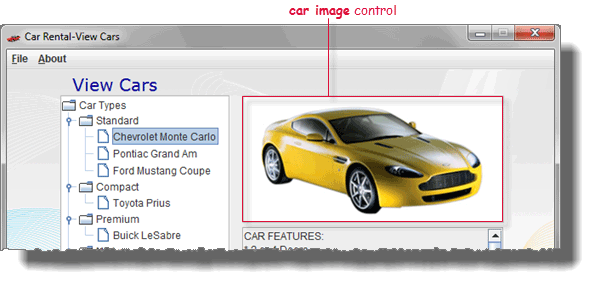 car image control
Car Rental-View Cars
File About
View Cars
Car Types
Standard
Chevrolet Monte Carlo
Pontiac Grand Am
Ford Mustang Coupe
Compact
Toyota Prius
Premium
Buick LeSabre
CAR FEATURES: